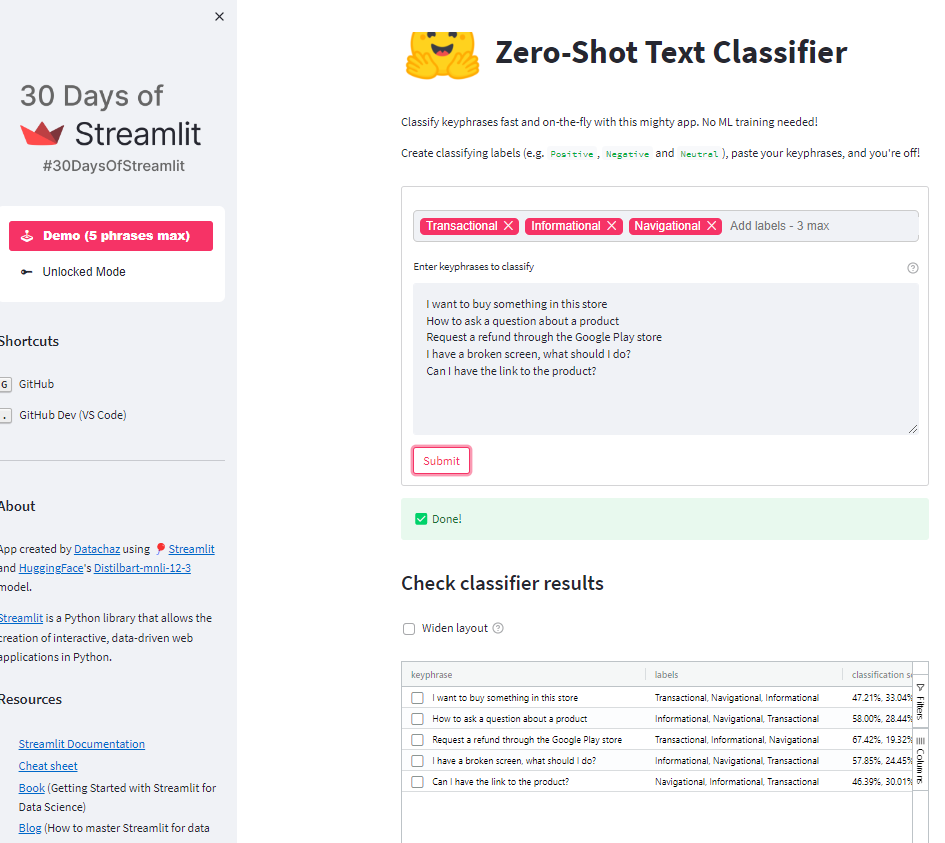 30 Days of
Streamlit
#30DaysOfStreamlit
Demo (5 phrases max)
Unlocked Mode
Shortcuts
G GitHub
. GitHub Dev (VS Code)
About
App created by Datachaz using Streamlit
and HuggingFace's Distilbart-mnli-12-3
model.
Streamlit is a Python library that allows the
creation of interactive, data-driven web
applications in Python.
Resources
Streamlit Documentation
Cheat sheet
Book (Getting Started with Streamlit for
Data Science)
Blog (How to master Streamlit for data
Zero-Shot Text Classifier
Classify keyphrases fast and on-the-fly with this mighty app. No ML training needed!
Create classifying labels (e.g. Positive, Negative and Neutral), paste your keyphrases, and you're off!
Transactional Informational Navigational Add labels - 3 max
Enter keyphrases to classify
I want to buy something in this store
How to ask a question about a product
Request a refund through the Google Play store
I have a broken screen, what should I do?
Can I have the link to the product?
Submit
Done!
Check classifier results
Widen layout
keyphrase labels classification
I want to buy something in this store Transactional, Navigational, Informational 47.21%, 33.04%
How to ask a question about a product Informational, Navigational, Transactional 58.00%, 28.44%
Request a refund through the Google Play store Transactional, Informational, Navigational 67.42%, 19.32%
I have a broken screen, what should I do? Informational, Navigational, Transactional 57.85%, 24.45%
Can I have the link to the product? Navigational, Informational, Transactional 46.39%, 30.01%
Filters
Columns